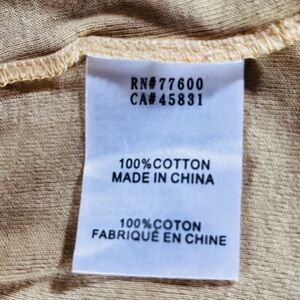 RN#77600
CA#45831
100%COTTON
MADE IN CHINA
100%COTON
FABRIQUÉ EN CHINE